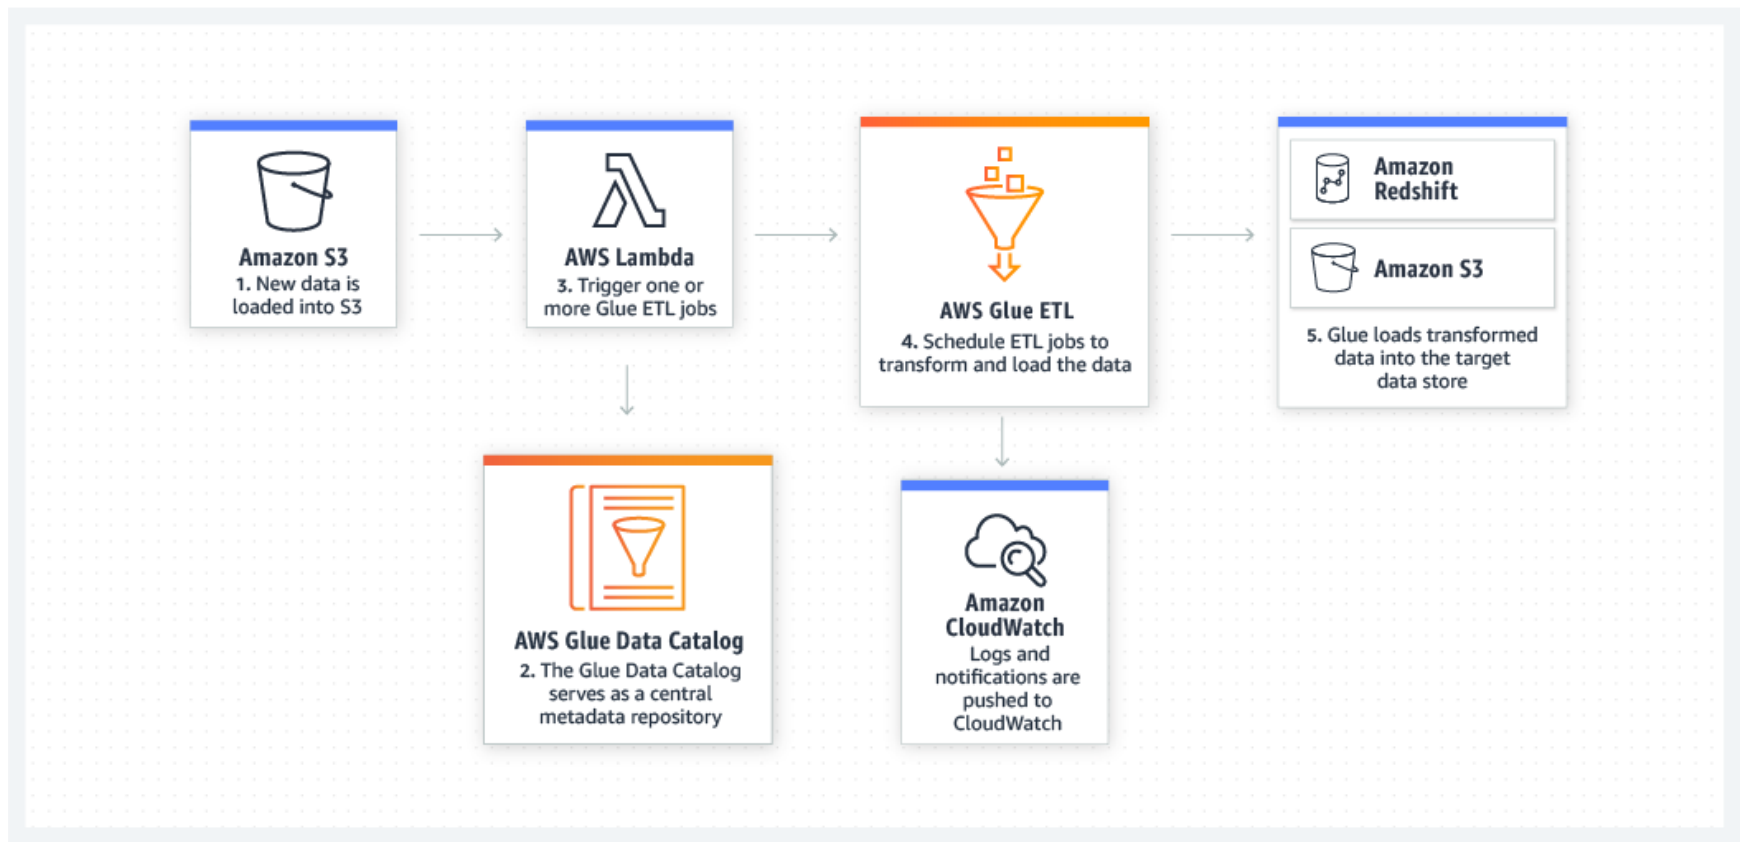 Amazon S3
1. New data is
loaded into S3
AWS Lambda
3. Trigger one or
more Glue ETL jobs
AWS Glue ETL
4. Schedule ETL jobs to
transform and load the data
Amazon
Redshift
Amazon S3
5. Glue loads transformed
data into the target
data store
AWS Glue Data Catalog
2. The Glue Data Catalog
serves as a central
metadata repository
Amazon
CloudWatch
Logs and
notifications are
pushed to
CloudWatch